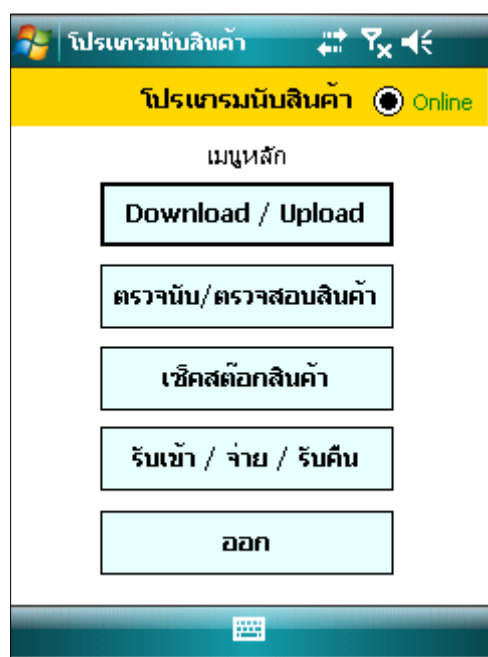 โปรแกรมนับสินค้า
โปรแกรมนับสินค้า Online
เมนูหลัก
Download / Upload
ตรวจนับ/ตรวจสอบสินค้า
เช็คสต๊อกสินค้า
รับเข้า / จ่าย / รับคืน
ออก